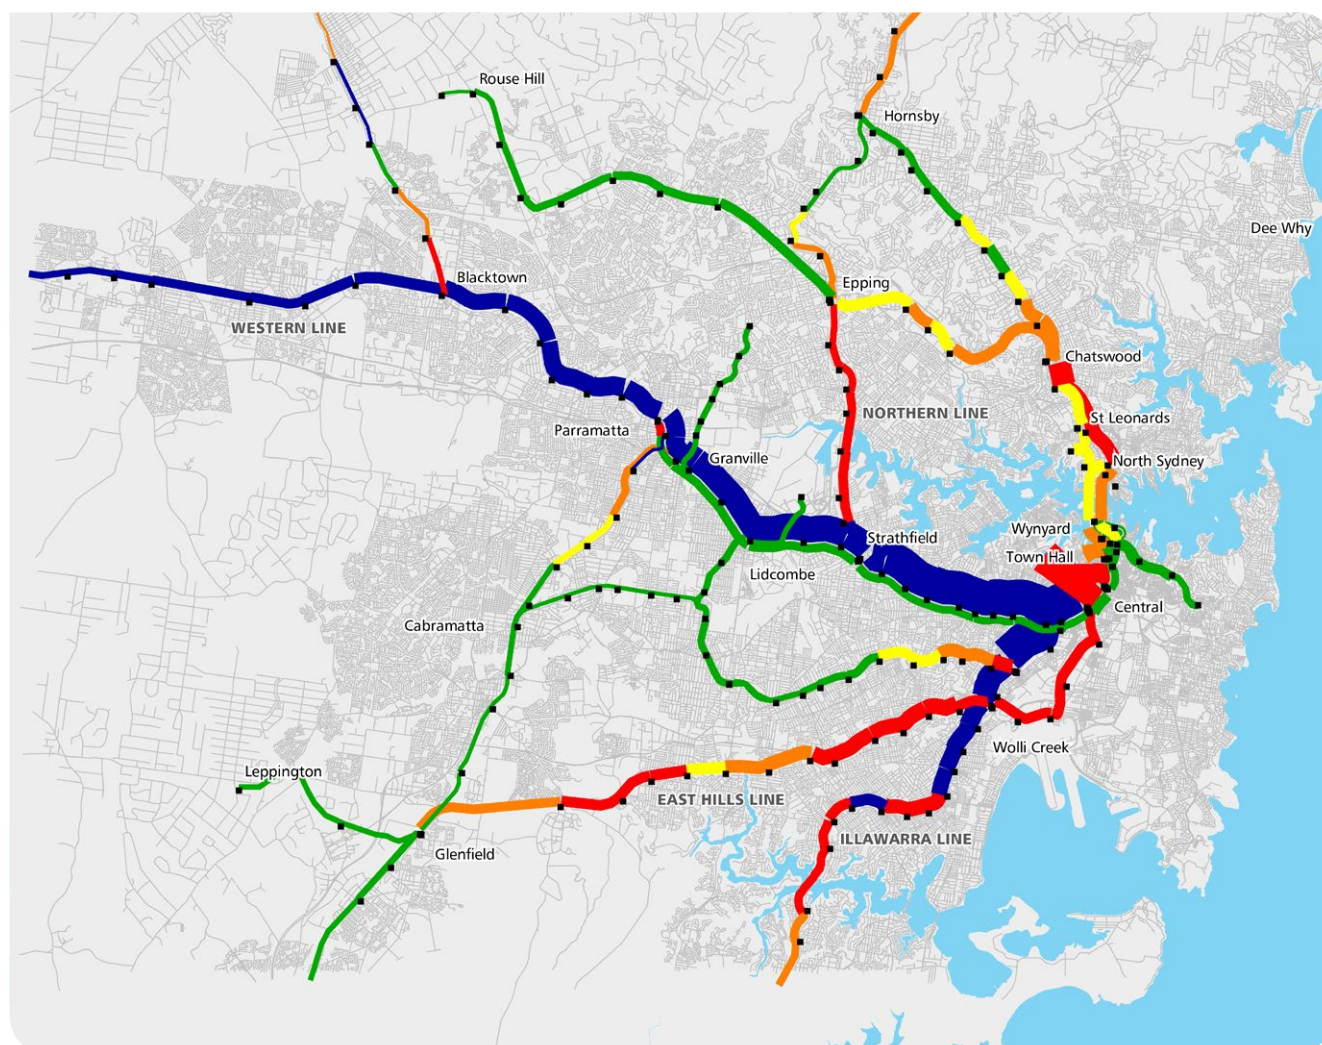 Rouse Hill
Hornsby
Dee Why
Blacktown
Epping
WESTERN LINE
Chatswood
NORTHERN LINE
St Leonards
Parramatta
Granville
North Sydney
Wynyard
Strathfield
Town Hall
Lidcombe
Central
Cabramatta
Wolli Creek
Leppington
EAST HILLS LINE
ILLAWARRA LINE
Glenfield